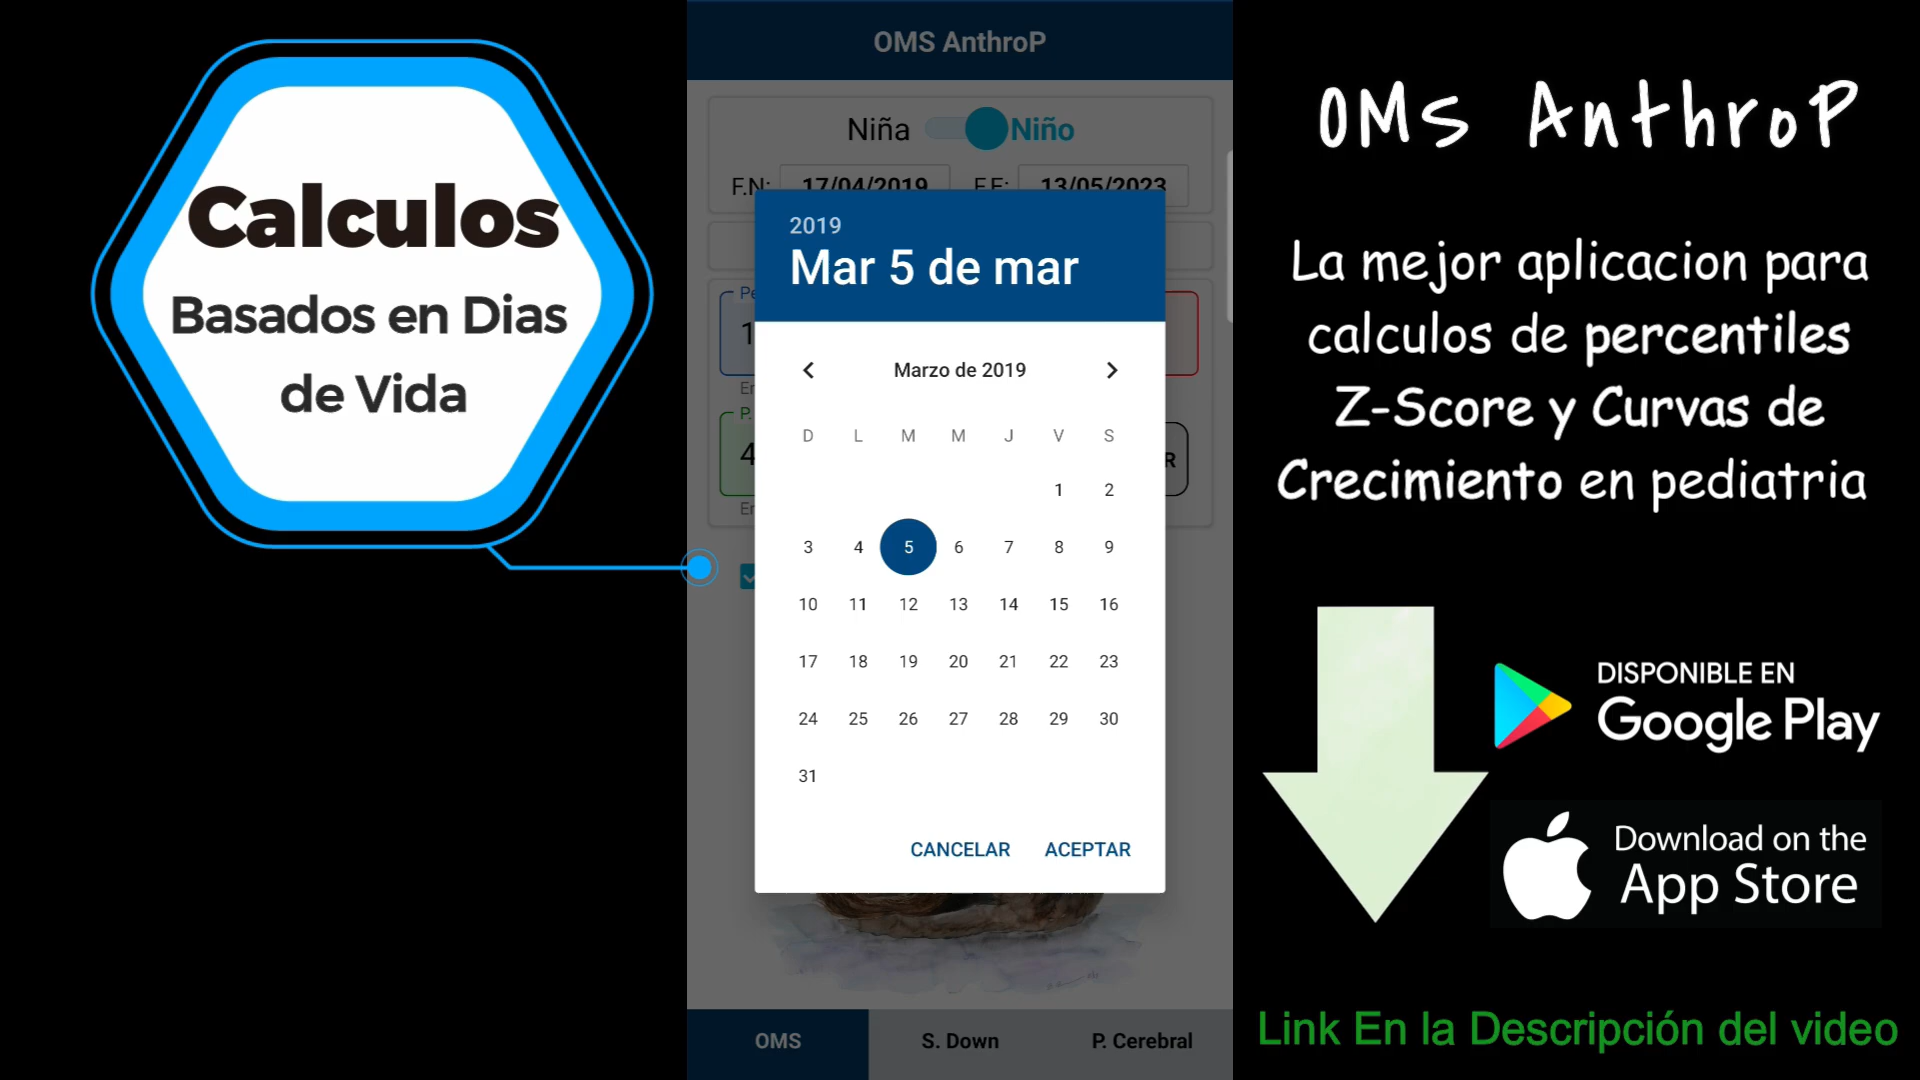 Calculos
Basados en Dias
de Vida
OMS AnthroP
Niña
Niño
F.N:
17/04/2019
13/05/2023
2019
Mar 5 de mar
Marzo de 2019
D L M M J V S
1 2
3 4 5 6 7 8 9
10 11 12 13 14 15 16
17 18 19 20 21 22 23
24 25 26 27 28 29 30
31
CANCELAR ACEPTAR
OMS
S. Down
P. Cerebral
OMS AnthroP
La mejor aplicacion para
calculos de percentiles
Z-Score y Curvas de
Crecimiento en pediatria
DISPONIBLE EN
Google Play
Download on the
App Store
Link En la Descripción del video